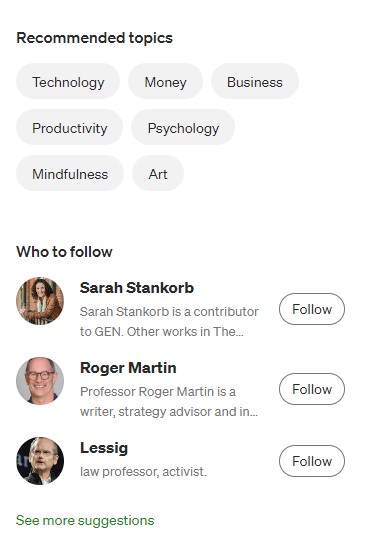 Recommended topics
Technology
Money
Business
Productivity
Psychology
Mindfulness
Art
Who to follow
Sarah Stankorb
Sarah Stankorb is a contributor
to GEN. Other works in The...
Follow
Roger Martin
Professor Roger Martin is a
writer, strategy advisor and in...
Follow
Lessig
law professor, activist.
Follow
See more suggestions